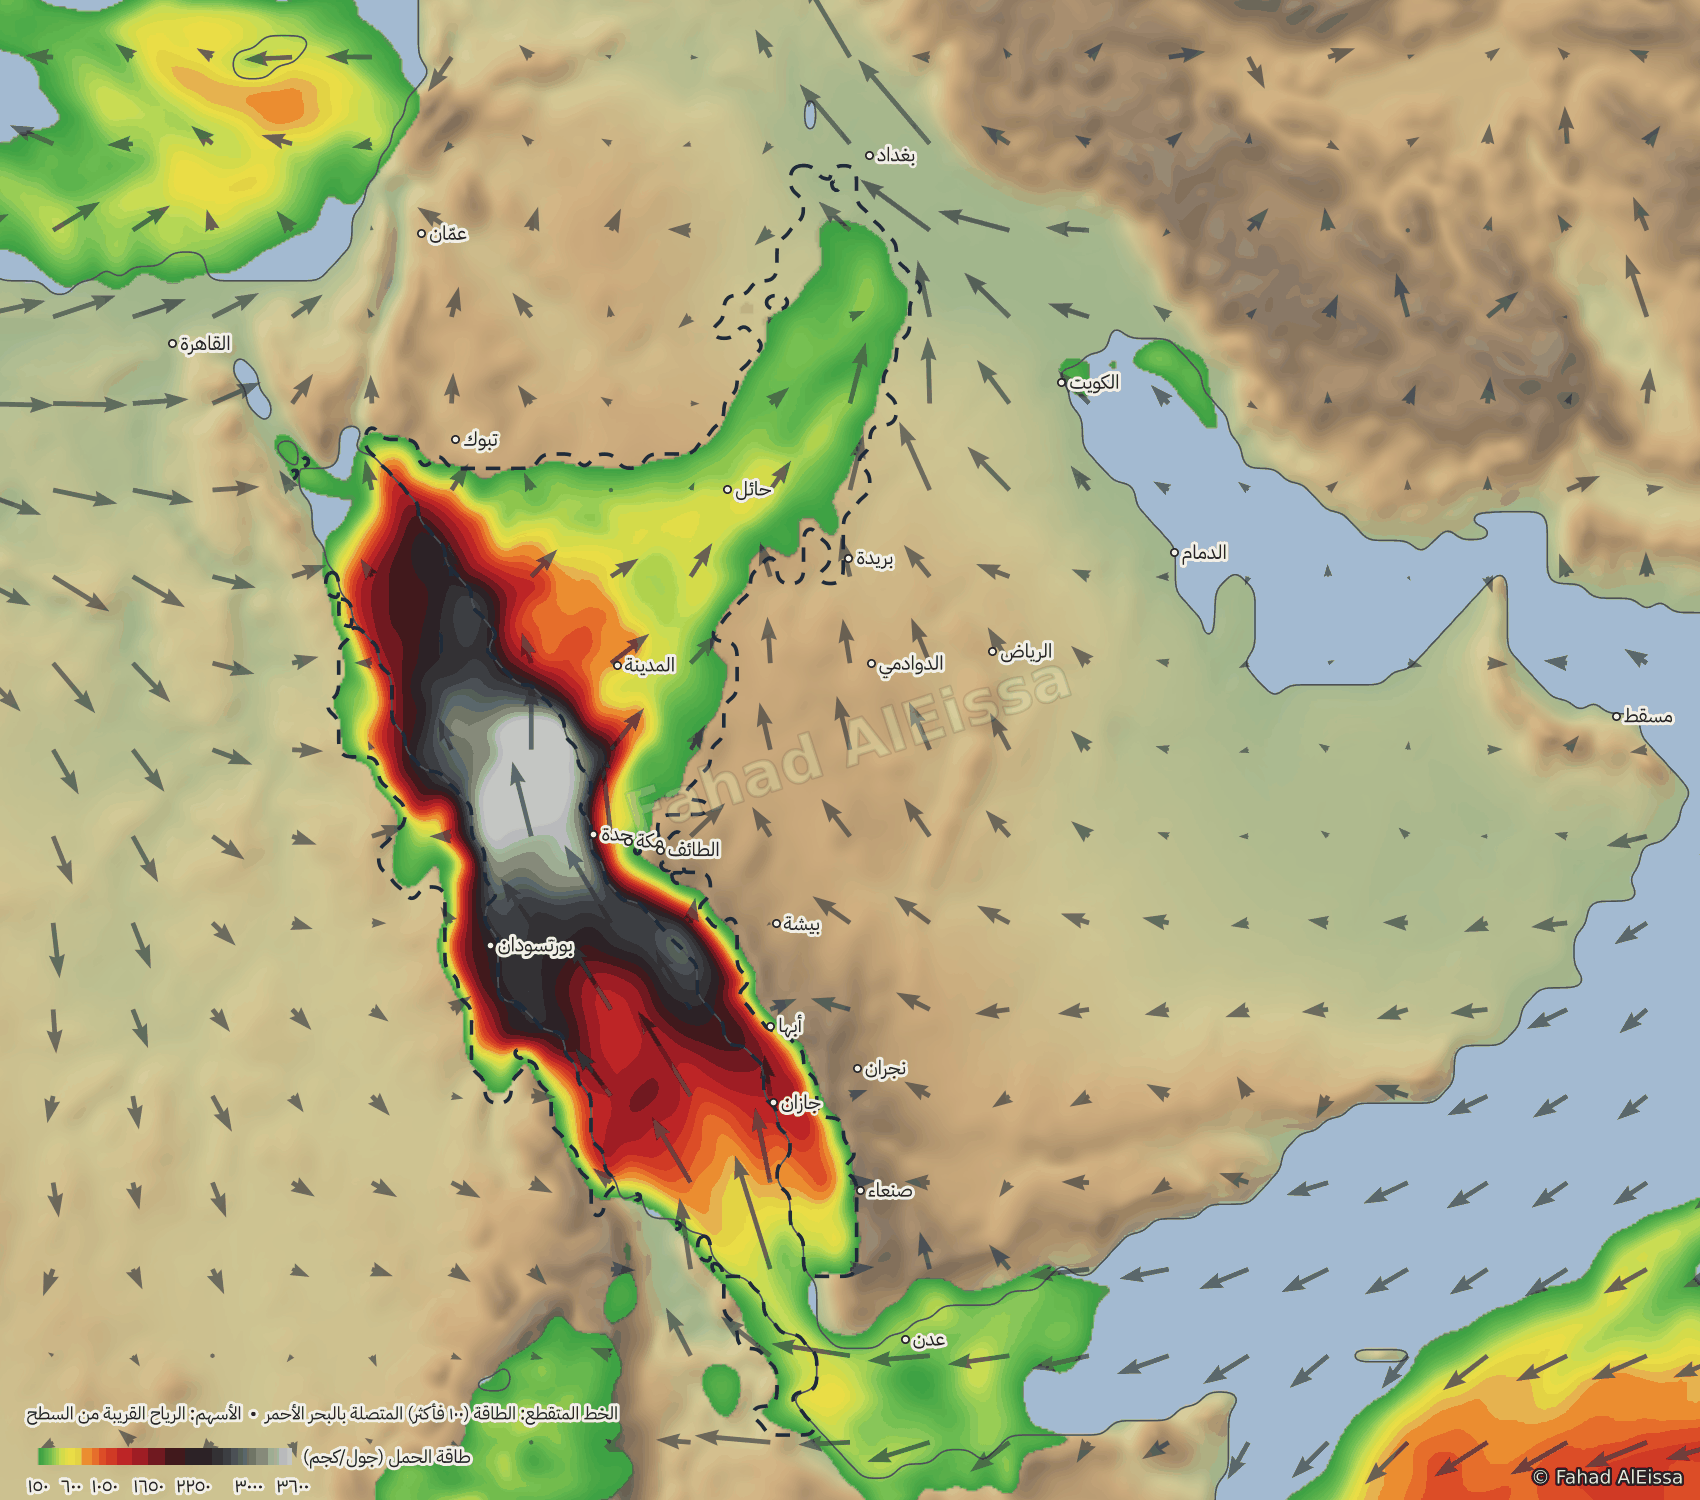 بغداد
عمّان
القاهرة
الكويت
تبوك
حائل
الدمام
بريدة
المدينة
الدوادمي
الرياض
مسقط
Fahad AlEissa
جدة
مكة
الطائف
بيشة
بورتسودان
أبها
نجران
جازان
صنعاء
عدن
الخط المتقطع: الطاقة (١٠٠ فأكثر) المتصلة بالبحر الأحمر • الأسهم: الرياح القريبة من السطح
طاقة الحمل (جول/كجم)
١٥٠ ٦٠٠ ١٠٥٠ ١٦٥٠ ٢٢٥٠ ٣٠٠٠ ٣٦٠٠
© Fahad AlEissa